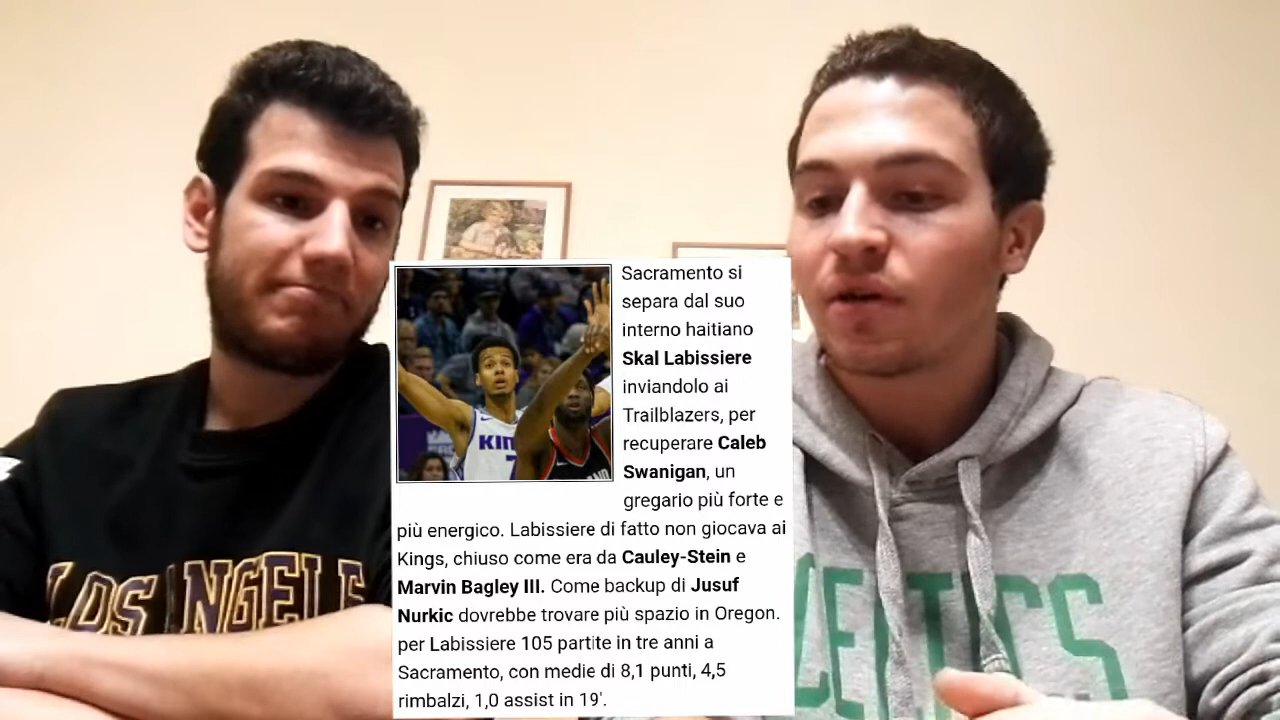 Sacramento si
separa dal suo
interno haitiano
Skal Labissiere
inviandolo ai
Trailblazers, per
recuperare Caleb
Swanigan, un
gregario più forte e
più energico. Labissiere di fatto non giocava ai
Kings, chiuso come era da Cauley-Stein e
Marvin Bagley III. Come backup di Jusuf
Nurkic dovrebbe trovare più spazio in Oregon.
per Labissiere 105 partite in tre anni a
Sacramento, con medie di 8,1 punti, 4,5
rimbalzi, 1,0 assist in 19'.
KIN
7
LOS ANGELE
CELTICS